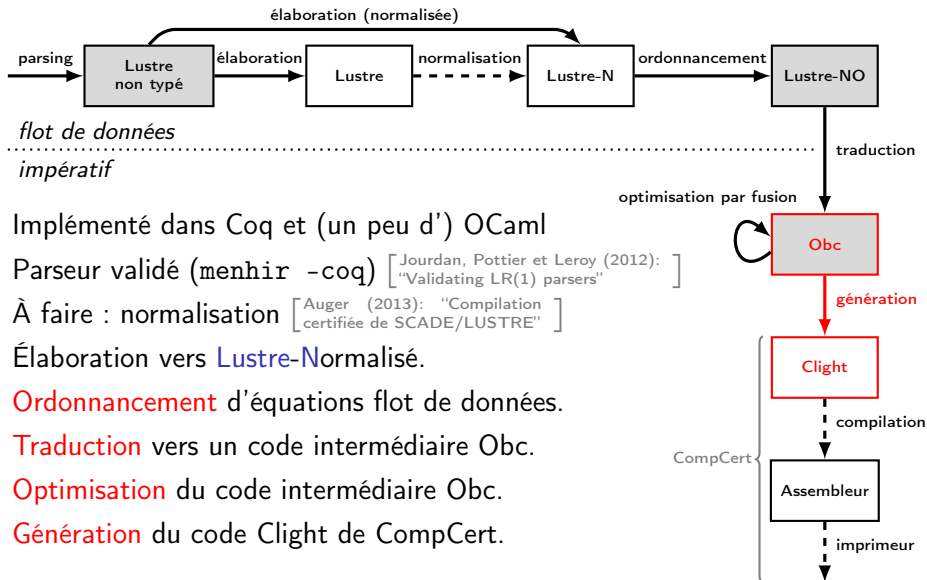 élaboration (normalisée)
parsing
Lustre
non typé
élaboration
Lustre
normalisation
Lustre-N
ordonnancement
Lustre-NO
flot de données
impératif
traduction
optimisation par fusion
Obc
génération
Clight
compilation
CompCert
Assembleur
imprimeur
Implémenté dans Coq et (un peu d') OCaml
Parseur validé (menhir -coq) [Jourdan, Pottier et Leroy (2012):
"Validating LR(1) parsers"]
À faire : normalisation [Auger (2013): "Compilation
certifiée de SCADE/LUSTRE"]
Élaboration vers Lustre-Normalisé.
Ordonnancement d'équations flot de données.
Traduction vers un code intermédiaire Obc.
Optimisation du code intermédiaire Obc.
Génération du code Clight de CompCert.